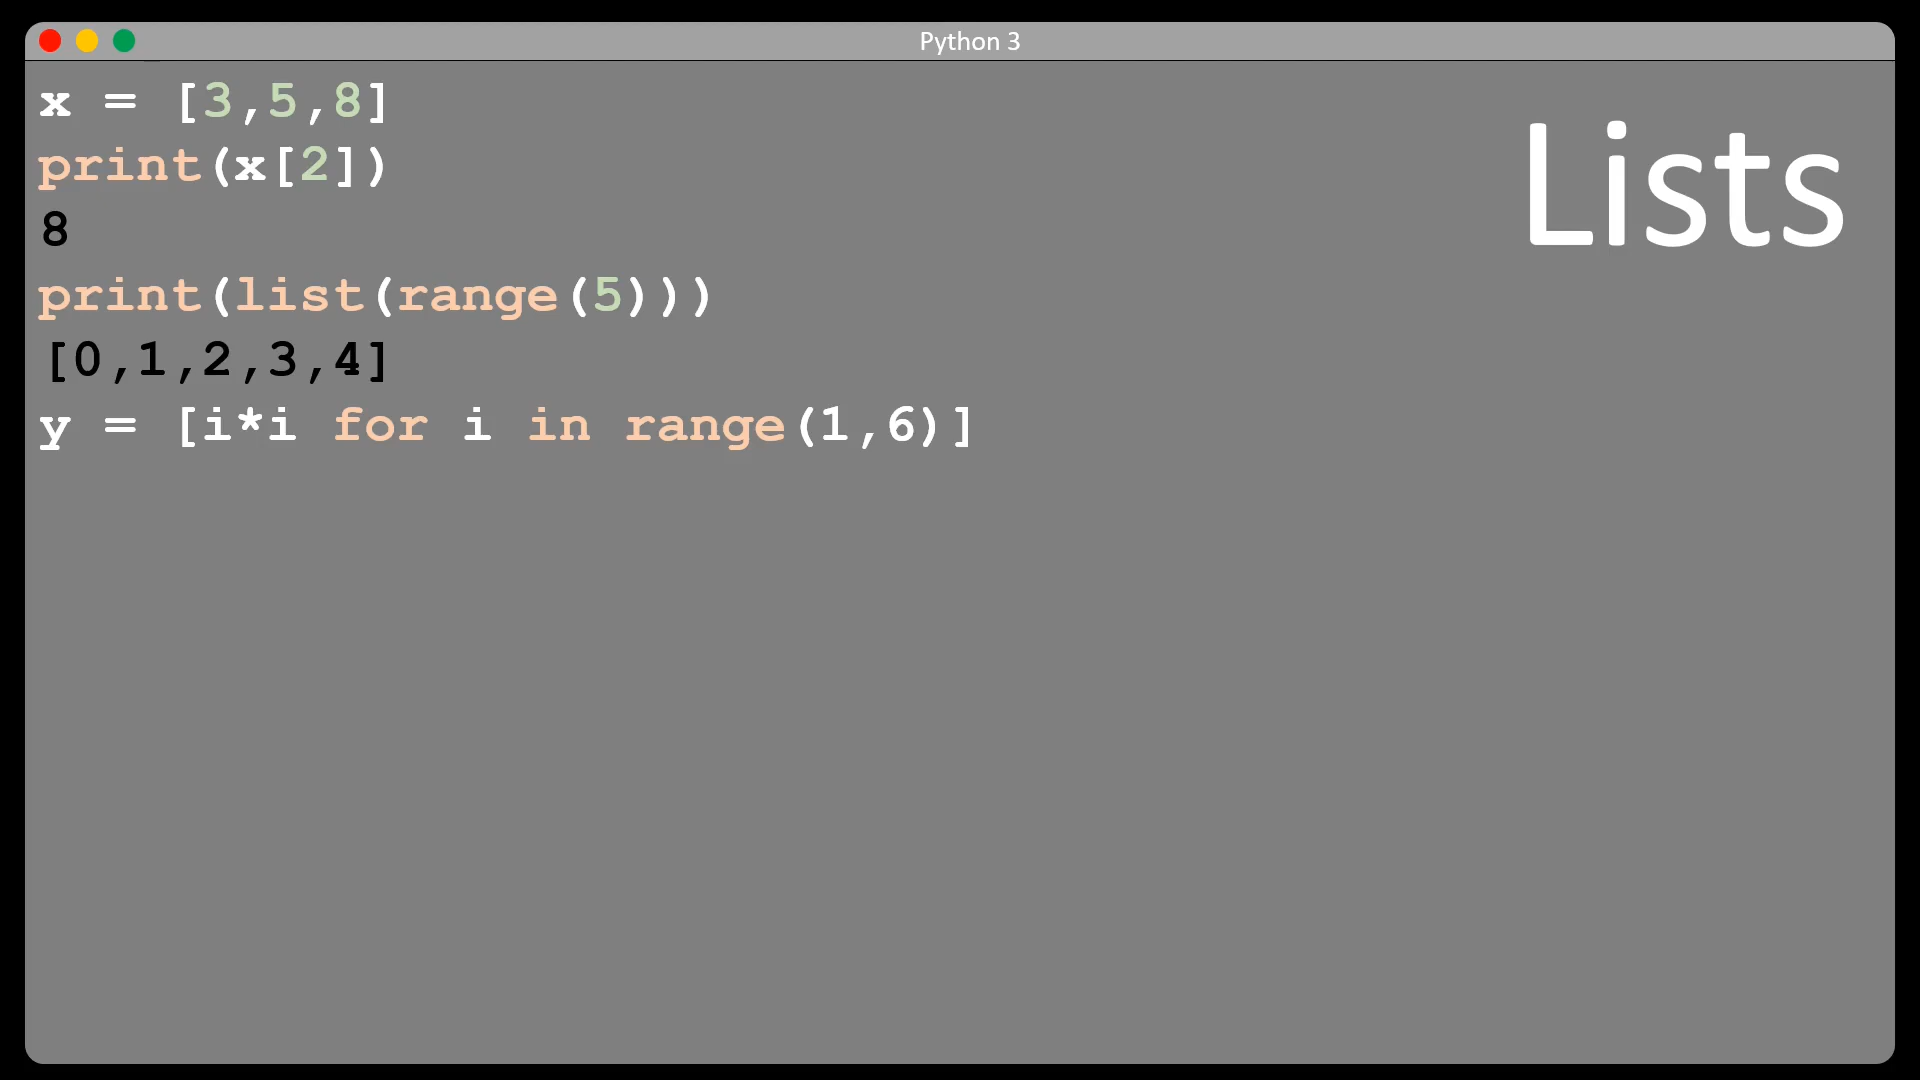 Python 3
x = [3,5,8]
Lists
print(x[2])
8
print(list(range(5)))
[0,1,2,3,4]
y = [i*i for i in range(1,6)]